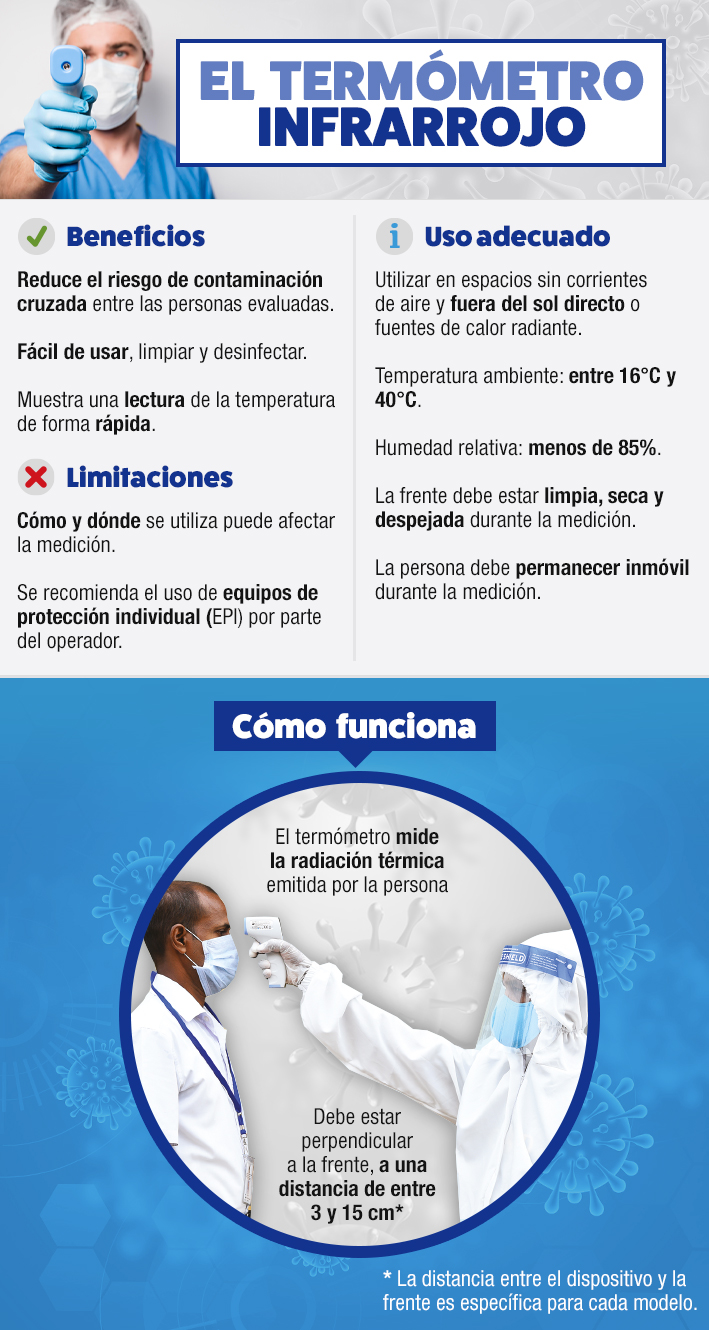 EL TERMÓMETRO
INFRARROJO
Beneficios
Reduce el riesgo de contaminación
cruzada entre las personas evaluadas.
Fácil de usar, limpiar y desinfectar.
Muestra una lectura de la temperatura
de forma rápida.
Limitaciones
Cómo y dónde se utiliza puede afectar
la medición.
Se recomienda el uso de equipos de
protección individual (EPI) por parte
del operador.
i
Uso adecuado
Utilizar en espacios sin corrientes
de aire y fuera del sol directo o
fuentes de calor radiante.
Temperatura ambiente: entre 16°C y
40°C.
Humedad relativa: menos de 85%.
La frente debe estar limpia, seca y
despejada durante la medición.
La persona debe permanecer inmóvil
durante la medición.
Cómo funciona
El termómetro mide
la radiación térmica
emitida por la persona
Debe estar
perpendicular
a la frente, a una
distancia de entre
3 y 15 cm*
* La distancia entre el dispositivo y la
frente es específica para cada modelo.